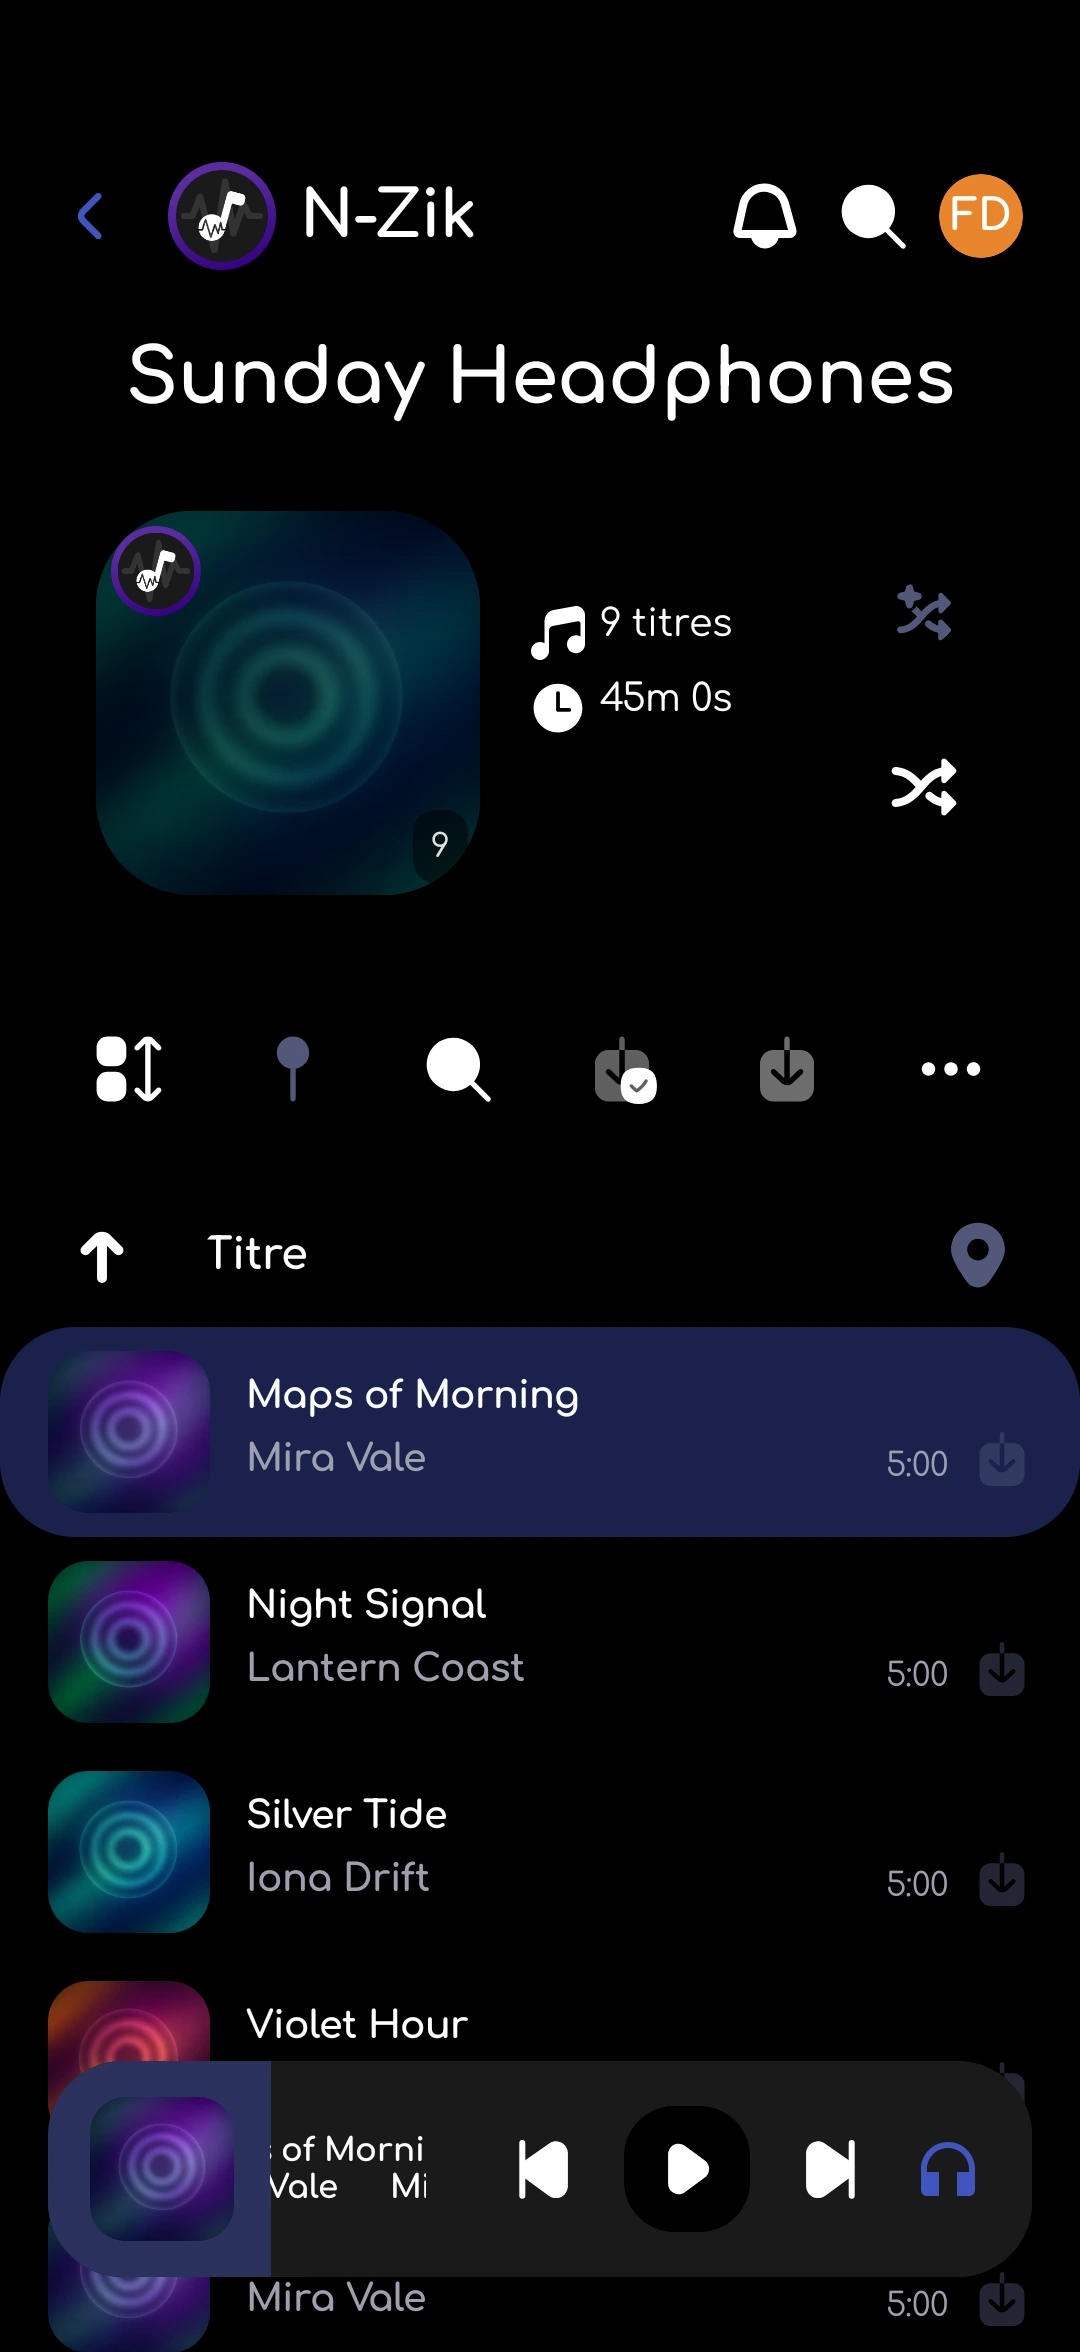 N-Zik
FD
Sunday Headphones
9 titres
45m 0s
9
Titre
Maps of Morning
Mira Vale
5:00
Night Signal
Lantern Coast
5:00
Silver Tide
Iona Drift
5:00
Violet Hour
of Morni
Vale Mi
Mira Vale
5:00